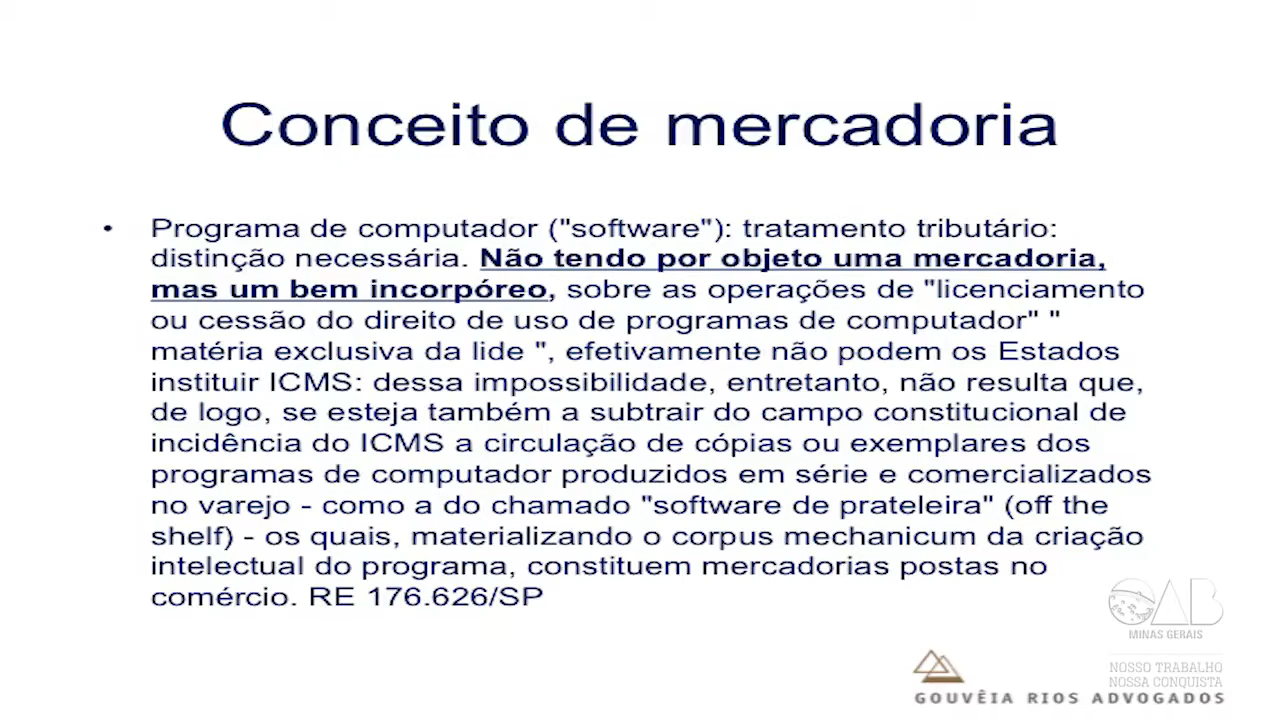 Conceito de mercadoria
• Programa de computador ("software"): tratamento tributário:
distinção necessária. Não tendo por objeto uma mercadoria,
mas um bem incorpóreo, sobre as operações de "licenciamento
ou cessão do direito de uso de programas de computador" "
matéria exclusiva da lide ", efetivamente não podem os Estados
instituir ICMS: dessa impossibilidade, entretanto, não resulta que,
de logo, se esteja também a subtrair do campo constitucional de
incidência do ICMS a circulação de cópias ou exemplares dos
programas de computador produzidos em série e comercializados
no varejo - como a do chamado "software de prateleira" (off the
shelf) - os quais, materializando o corpus mechanicum da criação
intelectual do programa, constituem mercadorias postas no
comércio. RE 176.626/SP
OAB
MINAS GERAIS
NOSSO TRABALHO
NOSSA CONQUISTA
GOUVÊIA RIOS ADVOGADOS